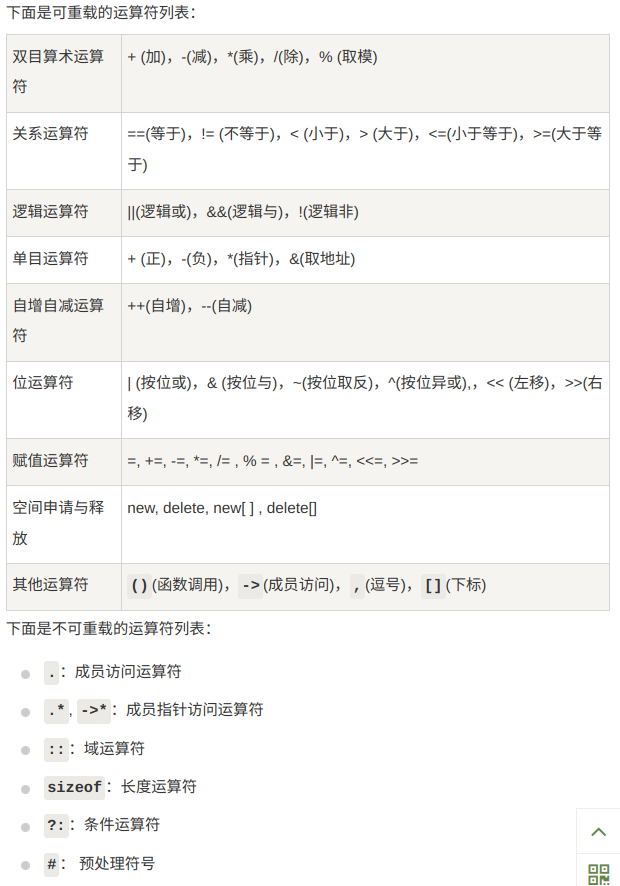 下面是可重载的运算符列表：
双目算术运算
符
+ (加)，-(减)，*(乘)，/(除)，% (取模)
关系运算符
==(等于)，!= (不等于)，< (小于)，> (大于)，<=(小于等于)，>=(大于等
于)
逻辑运算符
||(逻辑或)，&&(逻辑与)，!(逻辑非)
单目运算符
+ (正)，-(负)，*(指针)，&(取地址)
自增自减运算
符
++(自增)，--(自减)
位运算符
| (按位或)，& (按位与)，~(按位取反)，^(按位异或),，<< (左移)，>>(右
移)
赋值运算符
=, +=, -=, *=, /= , % = , &=, |=, ^=, <<=, >>=
空间申请与释
放
new, delete, new[ ] , delete[]
其他运算符
()(函数调用)，->(成员访问)，,(逗号)，[](下标)
下面是不可重载的运算符列表：
.：成员访问运算符
.*, ->*：成员指针访问运算符
::：域运算符
sizeof：长度运算符
?:：条件运算符
#： 预处理符号